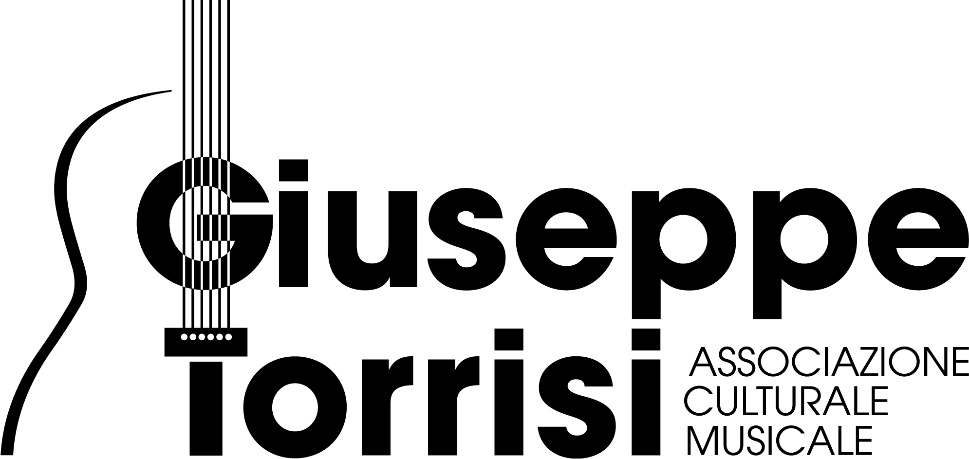 Giuseppe
Torrisi
ASSOCIAZIONE
CULTURALE
MUSICALE